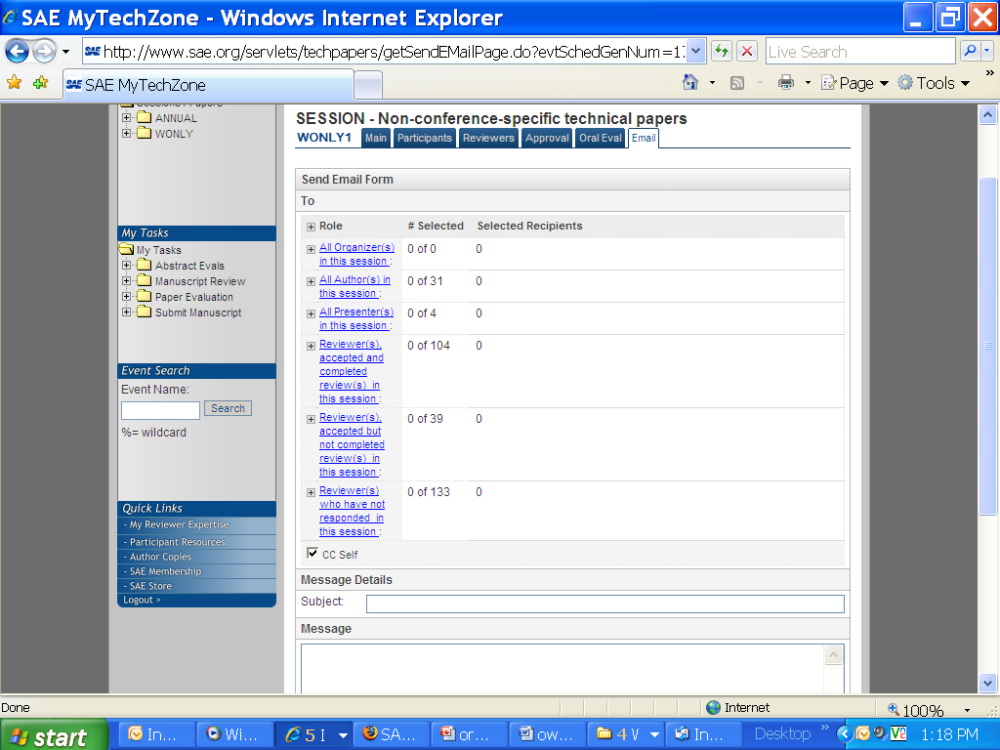 SAE MyTechZone - Windows Internet Explorer
http://www.sae.org/servlets/techpapers/getSendEMailPage.do?evtSchedGenNum=1
Live Search
SAE MyTechZone
Page
Tools
ANNUAL
WONLY
My Tasks
My Tasks
Abstract Evals
Manuscript Review
Paper Evaluation
Submit Manuscript
Event Search
Event Name:
Search
%= wildcard
Quick Links
- My Reviewer Expertise
- Participant Resources
- Author Copies
- SAE Membership
- SAE Store
Logout >
SESSION - Non-conference-specific technical papers
WONLY1 Main Participants Reviewers Approval Oral Eval Email
Send Email Form
To
Role # Selected Selected Recipients
All Organizer(s) 0 of 0 0
in this session :
All Author(s) in 0 of 31 0
this session :
All Presenter(s) 0 of 4 0
in this session :
Reviewer(s), 0 of 104 0
accepted and
completed
review(s) in
this session :
Reviewer(s), 0 of 39 0
accepted but
not completed
review(s) in
this session :
Reviewer(s) 0 of 133 0
who have not
responded in
this session :
CC Self
Message Details
Subject:
Message
Done
Internet
100%
start
In...
Wi...
5 I
SA...
or...
ow...
4 V
In...
Desktop
1:18 PM